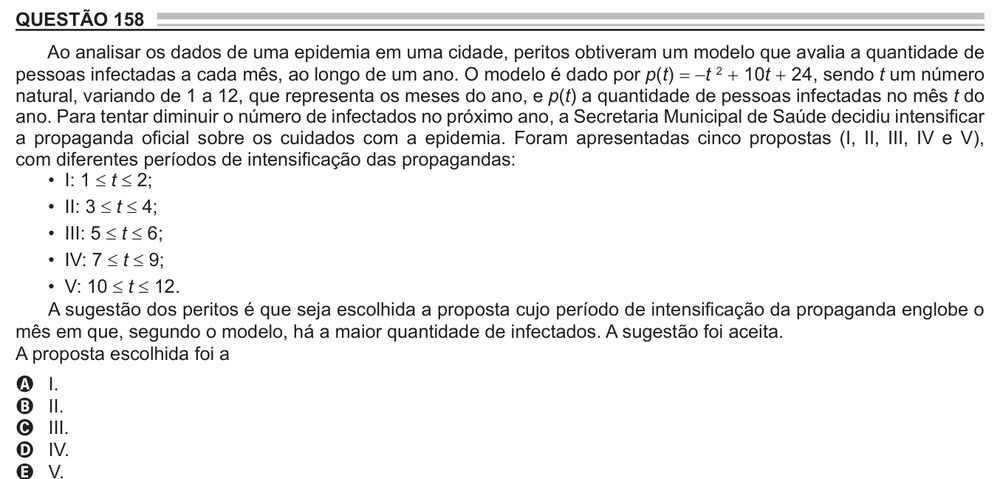 QUESTÃO 158
Ao analisar os dados de uma epidemia em uma cidade, peritos obtiveram um modelo que avalia a quantidade de
pessoas infectadas a cada mês, ao longo de um ano. O modelo é dado por p(t) = –t ² + 10t + 24, sendo t um número
natural, variando de 1 a 12, que representa os meses do ano, e p(t) a quantidade de pessoas infectadas no mês t do
ano. Para tentar diminuir o número de infectados no próximo ano, a Secretaria Municipal de Saúde decidiu intensificar
a propaganda oficial sobre os cuidados com a epidemia. Foram apresentadas cinco propostas (I, II, III, IV e V),
com diferentes períodos de intensificação das propagandas:
• I: 1 ≤ t ≤ 2;
• II: 3 ≤ t ≤ 4;
• III: 5 ≤ t ≤ 6;
• IV: 7 ≤ t ≤ 9;
• V: 10 ≤ t ≤ 12.
A sugestão dos peritos é que seja escolhida a proposta cujo período de intensificação da propaganda englobe o
mês em que, segundo o modelo, há a maior quantidade de infectados. A sugestão foi aceita.
A proposta escolhida foi a
A I.
B II.
C III.
D IV.
E V.